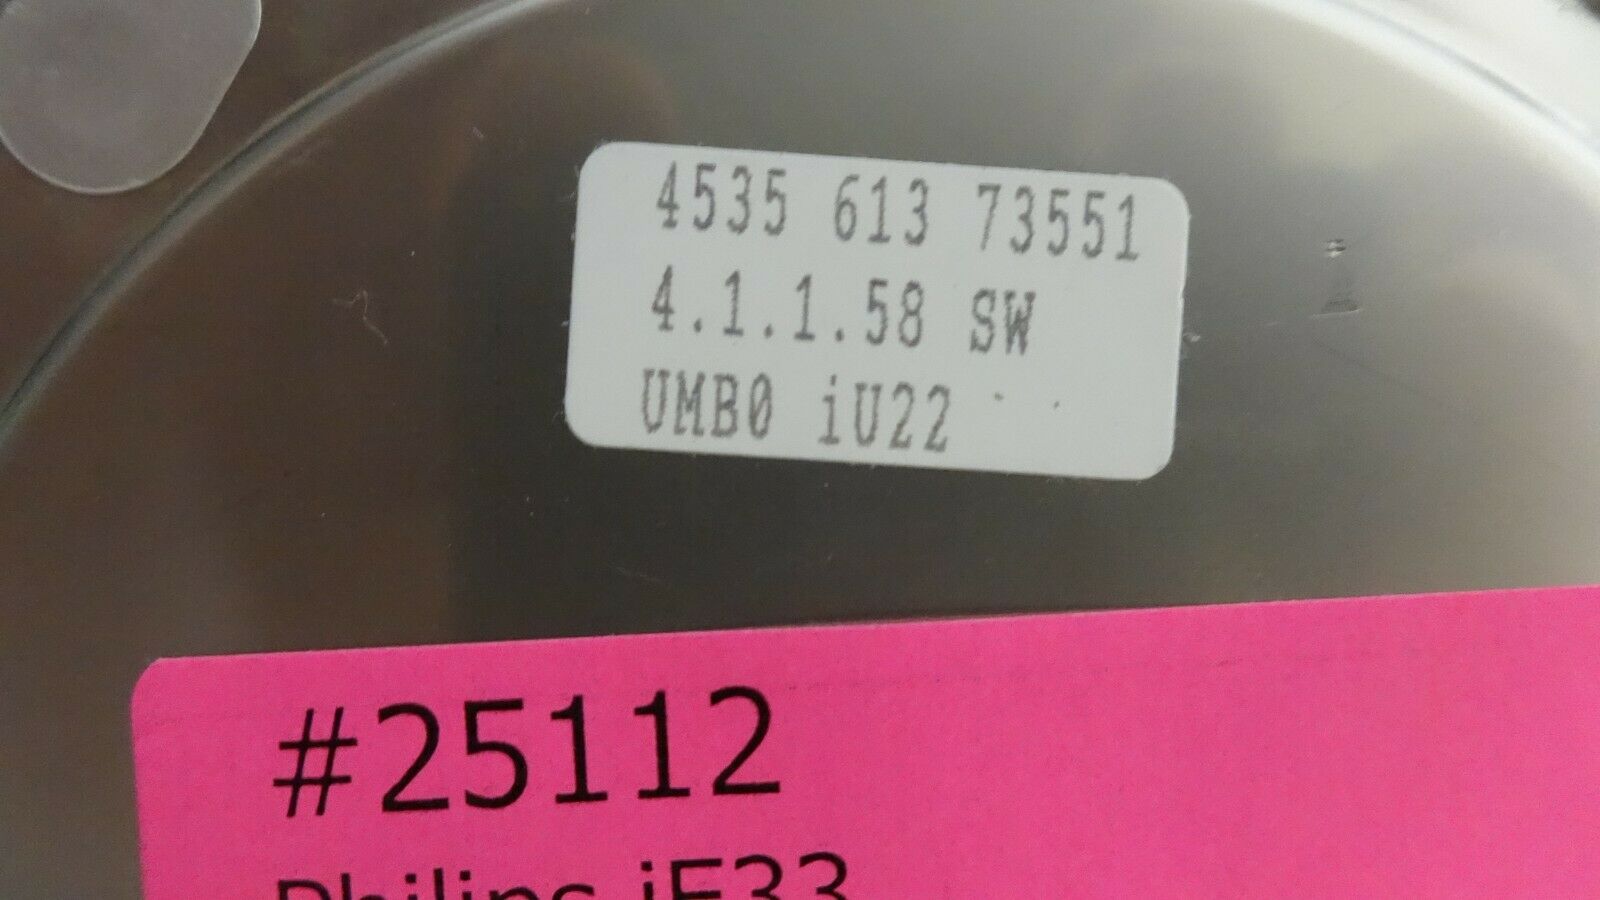 4535 613 73551
4.1.1.58 SW
UMB0 iU22
#25112
Philips iE33